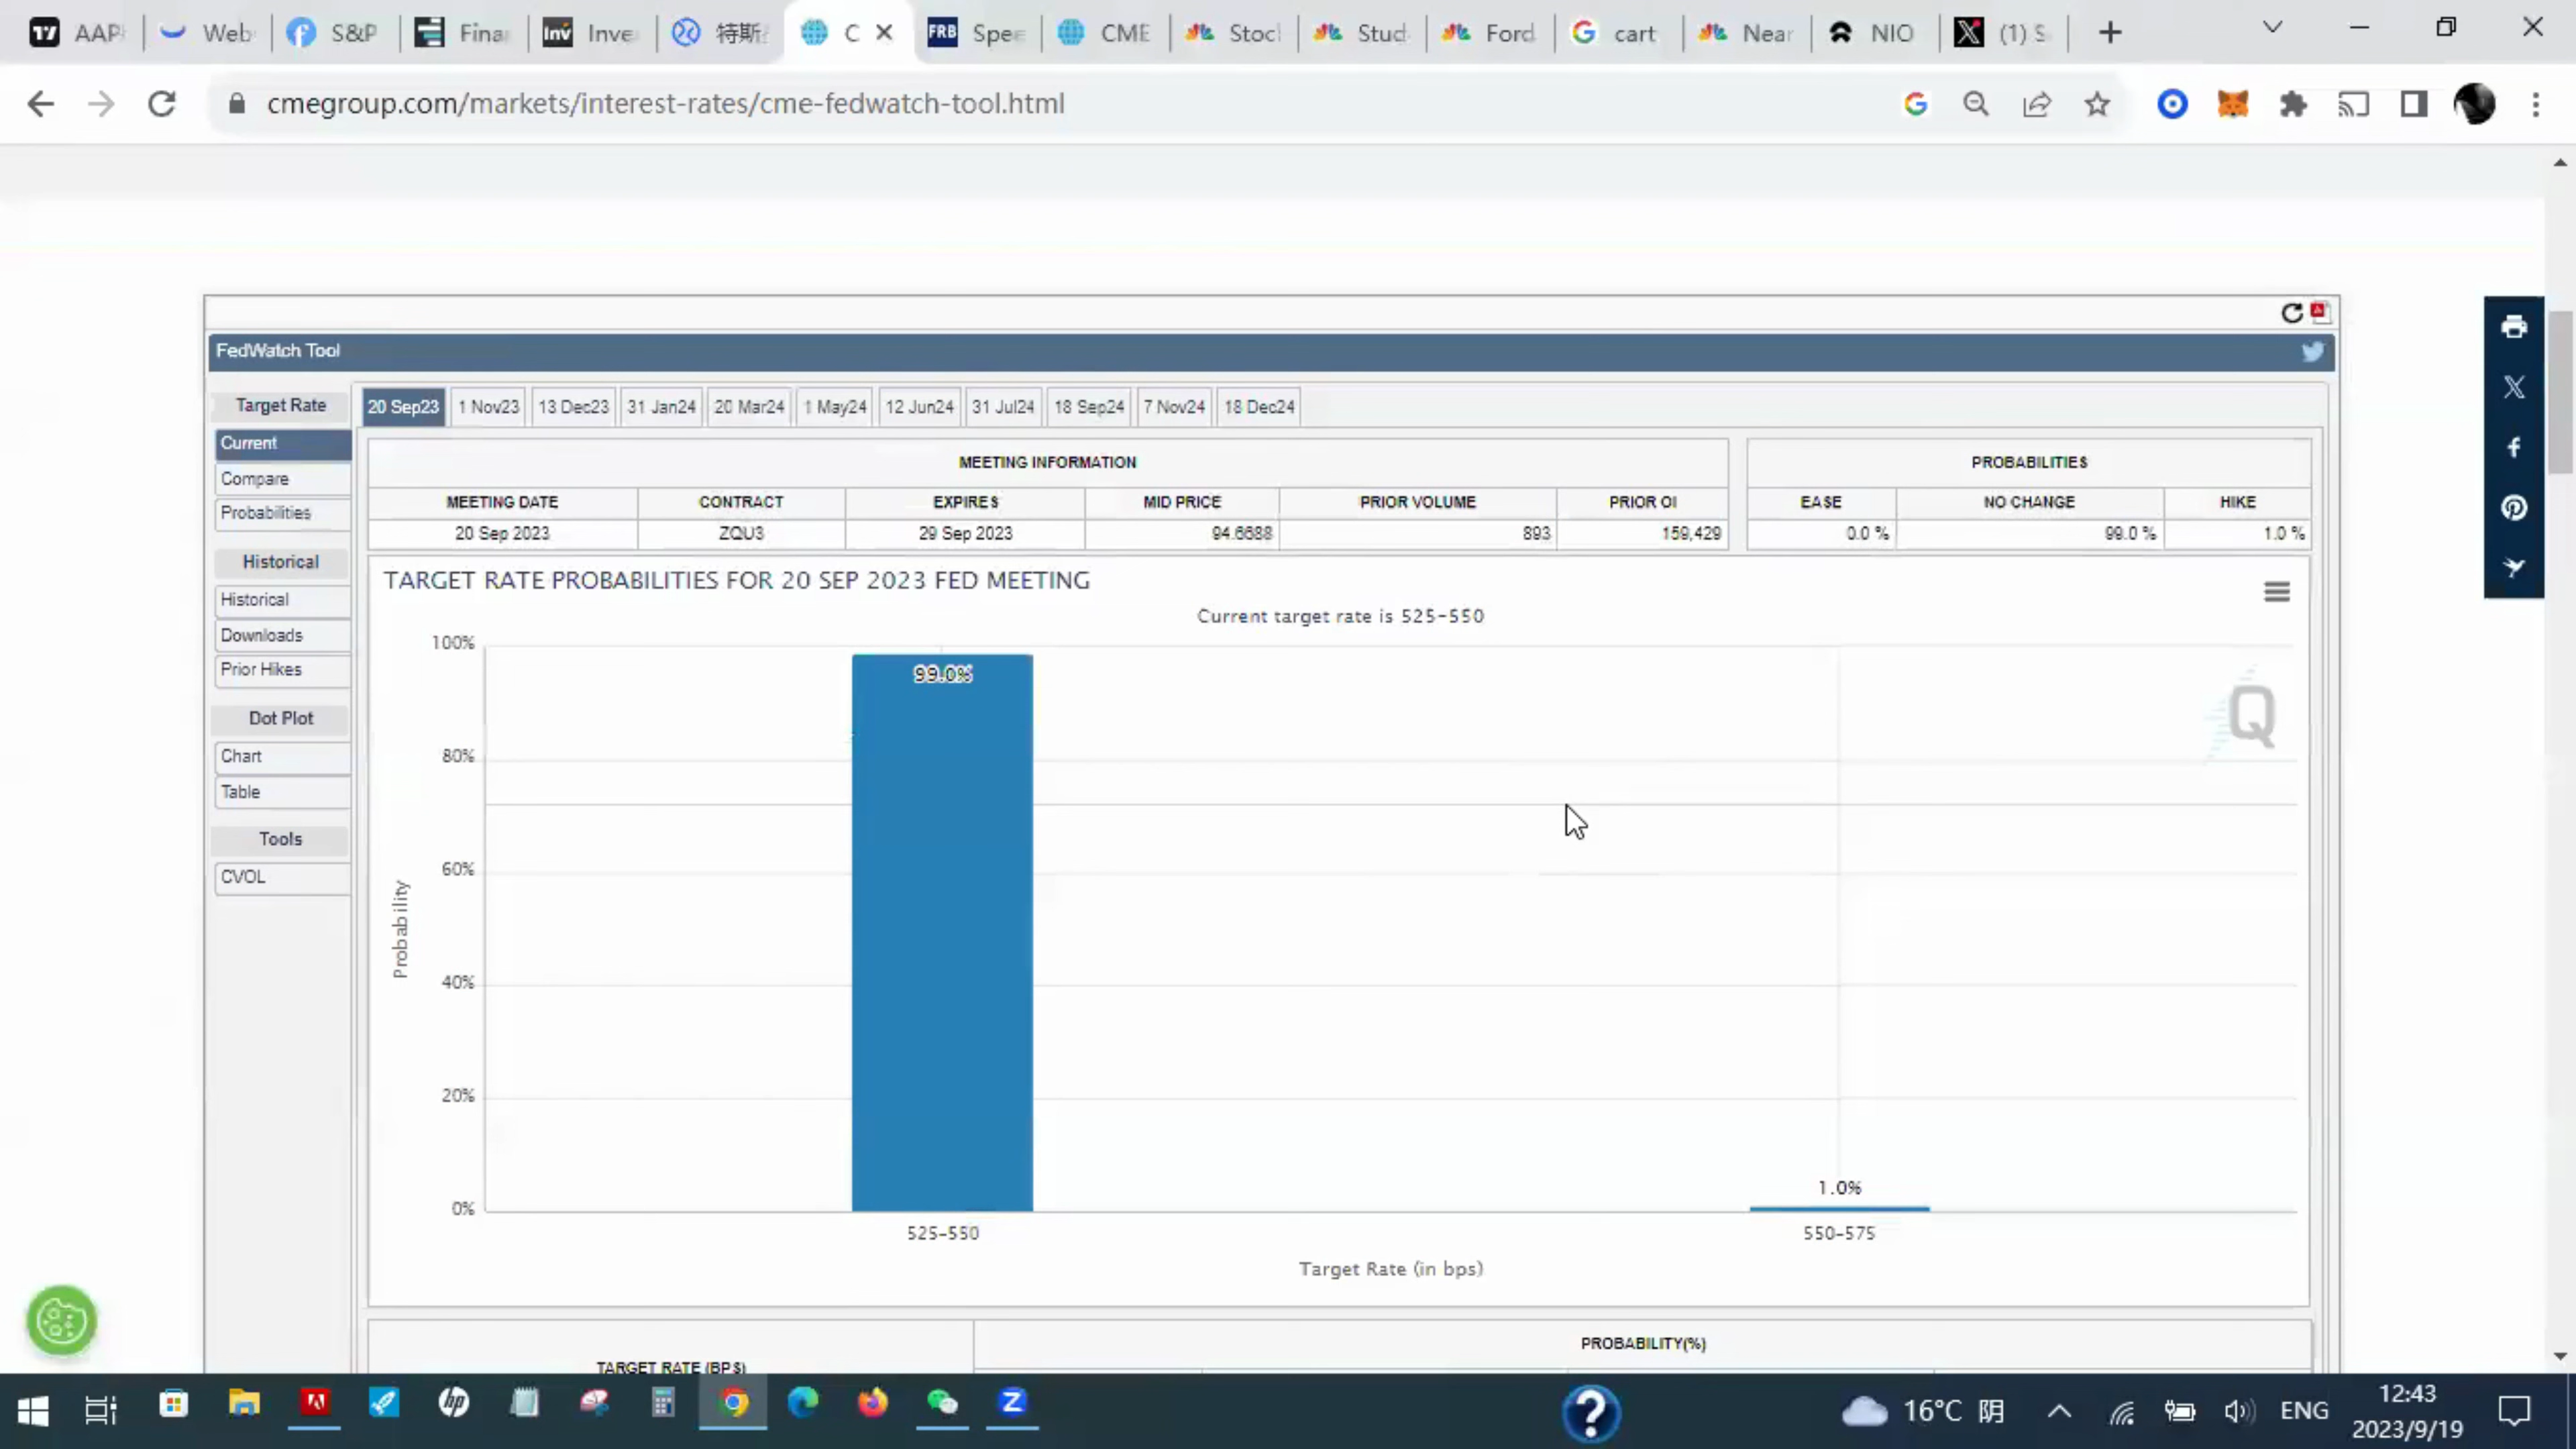 AAP
Web
S&P
Fina
Inve
特斯
C
Spee
CME
Stoc
Stud
Ford
cart
Near
NIO
(1) S
cmegroup.com/markets/interest-rates/cme-fedwatch-tool.html
FedWatch Tool
Target Rate
Current
Compare
Probabilities
Historical
Historical
Downloads
Prior Hikes
Dot Plot
Chart
Table
Tools
CVOL
20 Sep23 1 Nov23 13 Dec23 31 Jan24 20 Mar24 1 May24 12 Jun24 31 Jul24 18 Sep24 7 Nov24 18 Dec24
MEETING INFORMATION
MEETING DATE CONTRACT EXPIRES MID PRICE PRIOR VOLUME PRIOR OI
20 Sep 2023 ZQU3 29 Sep 2023 94.6688 893 159,429
PROBABILITIES
EASE NO CHANGE HIKE
0.0 % 99.0 % 1.0 %
TARGET RATE PROBABILITIES FOR 20 SEP 2023 FED MEETING
Current target rate is 525-550
100%
80%
60%
40%
20%
0%
Probability
99.0%
1.0%
525-550
550-575
Target Rate (in bps)
Q
TARGET RATE (BPS)
PROBABILITY(%)
16°C 阴
ENG
12:43
2023/9/19